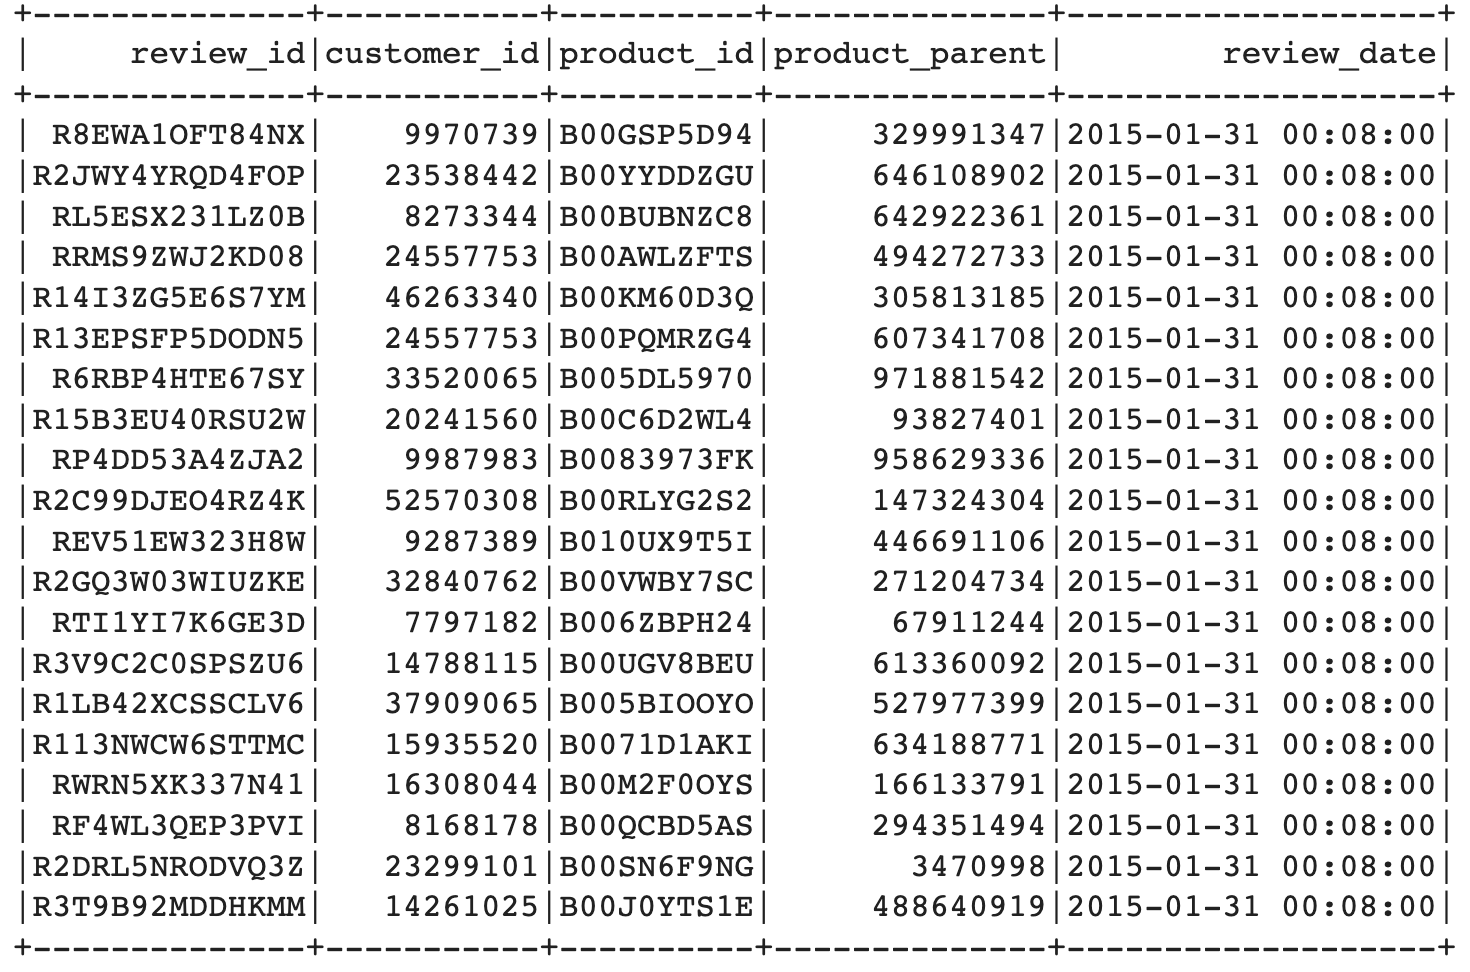 +--------------+-----------+----------+--------------+-------------------+
|     review_id|customer_id|product_id|product_parent|        review_date|
+--------------+-----------+----------+--------------+-------------------+
| R8EWA1OFT84NX|    9970739|B00GSP5D94|     329991347|2015-01-31 00:08:00|
|R2JWY4YRQD4FOP|   23538442|B00YYDDZGU|     646108902|2015-01-31 00:08:00|
| RL5ESX231LZ0B|    8273344|B00BUBNZC8|     642922361|2015-01-31 00:08:00|
| RRMS9ZWJ2KD08|   24557753|B00AWLZFTS|     494272733|2015-01-31 00:08:00|
|R14I3ZG5E6S7YM|   46263340|B00KM60D3Q|     305813185|2015-01-31 00:08:00|
|R13EPSFP5DODN5|   24557753|B00PQMRZG4|     607341708|2015-01-31 00:08:00|
| R6RBP4HTE67SY|   33520065|B005DL5970|     971881542|2015-01-31 00:08:00|
|R15B3EU40RSU2W|   20241560|B00C6D2WL4|      93827401|2015-01-31 00:08:00|
| RP4DD53A4ZJA2|    9987983|B0083973FK|     958629336|2015-01-31 00:08:00|
|R2C99DJEO4RZ4K|   52570308|B00RLYG2S2|     147324304|2015-01-31 00:08:00|
| REV51EW323H8W|    9287389|B010UX9T5I|     446691106|2015-01-31 00:08:00|
|R2GQ3W03WIUZKE|   32840762|B00VWBY7SC|     271204734|2015-01-31 00:08:00|
| RTI1YI7K6GE3D|    7797182|B006ZBPH24|      67911244|2015-01-31 00:08:00|
|R3V9C2C0SPSZU6|   14788115|B00UGV8BEU|     613360092|2015-01-31 00:08:00|
|R1LB42XCSSCLV6|   37909065|B005BIOOYO|     527977399|2015-01-31 00:08:00|
|R113NWCW6STTMC|   15935520|B0071D1AKI|     634188771|2015-01-31 00:08:00|
| RWRN5XK337N41|   16308044|B00M2F0OYS|     166133791|2015-01-31 00:08:00|
| RF4WL3QEP3PVI|    8168178|B00QCBD5AS|     294351494|2015-01-31 00:08:00|
|R2DRL5NRODVQ3Z|   23299101|B00SN6F9NG|       3470998|2015-01-31 00:08:00|
|R3T9B92MDDHKMM|   14261025|B00J0YTS1E|     488640919|2015-01-31 00:08:00|
+--------------+-----------+----------+--------------+-------------------+